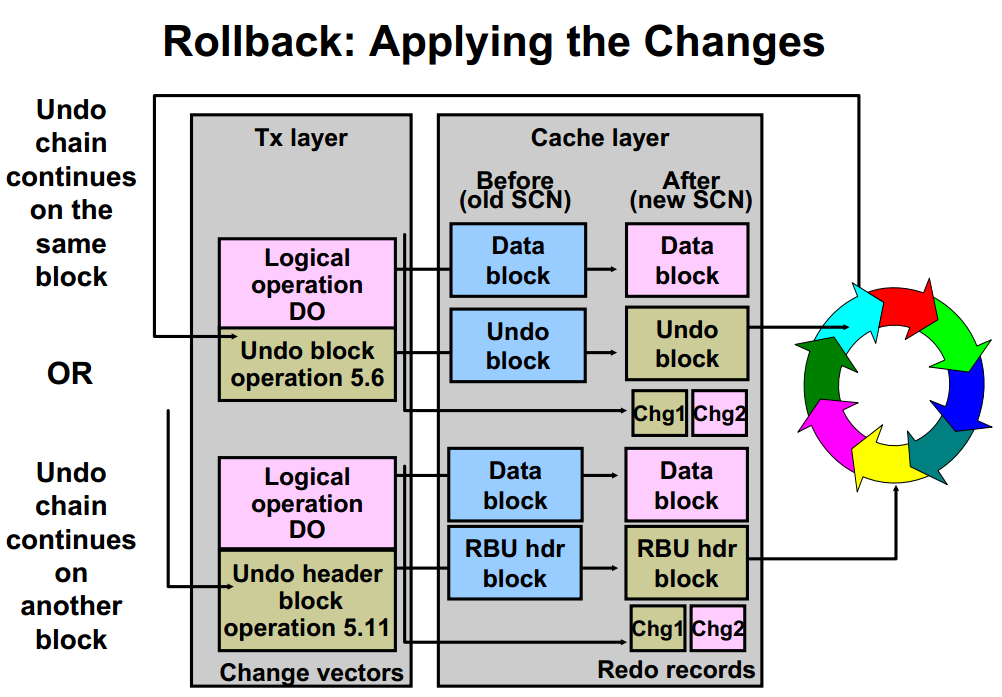 Rollback: Applying the Changes
Undo
chain
continues
on the
same
block
OR
Undo
chain
continues
on
another
block
Tx layer
Logical
operation
DO
Undo block
operation 5.6
Logical
operation
DO
Undo header
block
operation 5.11
Change vectors
Cache layer
Before
(old SCN)
After
(new SCN)
Data
block
Data
block
Undo
block
Undo
block
Chg1
Chg2
Data
block
Data
block
RBU hdr
block
RBU hdr
block
Chg1
Chg2
Redo records